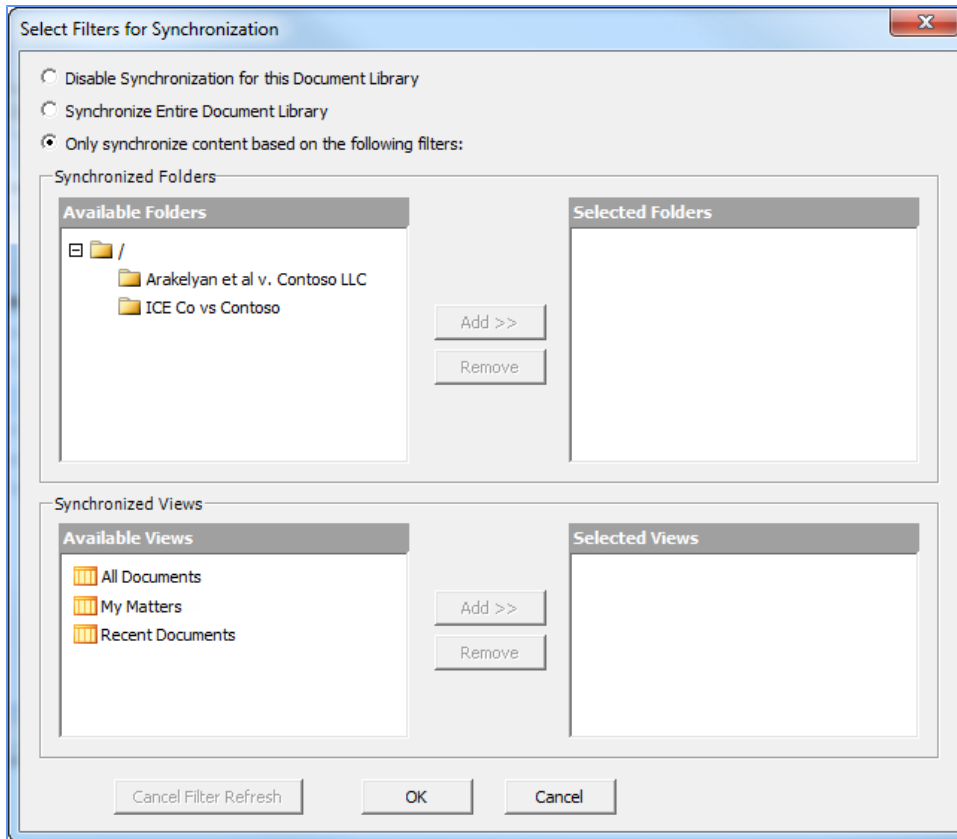 Select Filters for Synchronization
Disable Synchronization for this Document Library
Synchronize Entire Document Library
Only synchronize content based on the following filters:
Synchronized Folders
Available Folders
/
Arakelyan et al v. Contoso LLC
ICE Co vs Contoso
Add >>
Remove
Selected Folders
Synchronized Views
Available Views
All Documents
My Matters
Recent Documents
Add >>
Remove
Selected Views
Cancel Filter Refresh
OK
Cancel